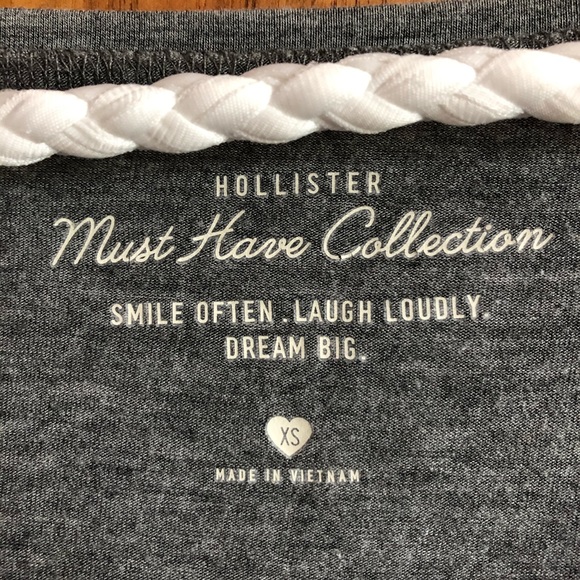 HOLLISTER
Must Have Collection
SMILE OFTEN.LAUGH LOUDLY.
DREAM BIG.
XS
MADE IN VIETNAM